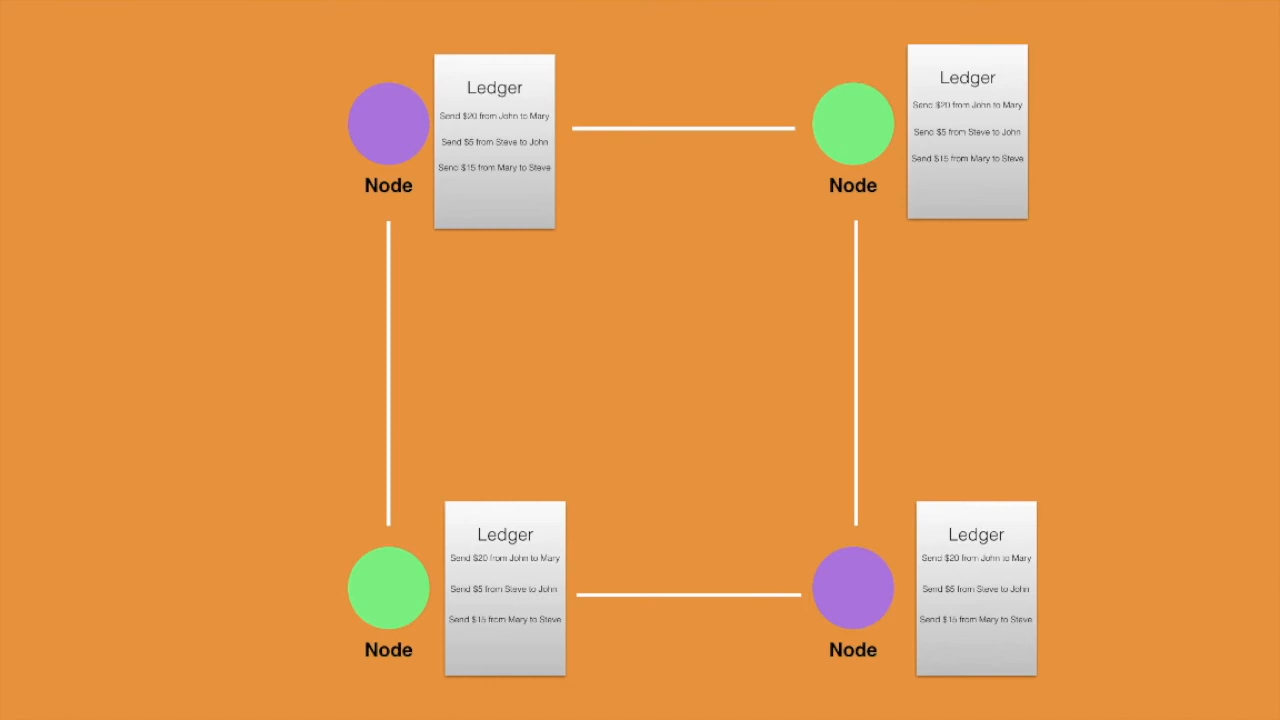 Ledger
Send $20 from John to Mary
Send $5 from Steve to John
Send $15 from Mary to Steve
Node
Ledger
Send $20 from John to Mary
Send $5 from Steve to John
Send $15 from Mary to Steve
Node
Ledger
Send $20 from John to Mary
Send $5 from Steve to John
Send $15 from Mary to Steve
Node
Ledger
Send $20 from John to Mary
Send $5 from Steve to John
Send $15 from Mary to Steve
Node